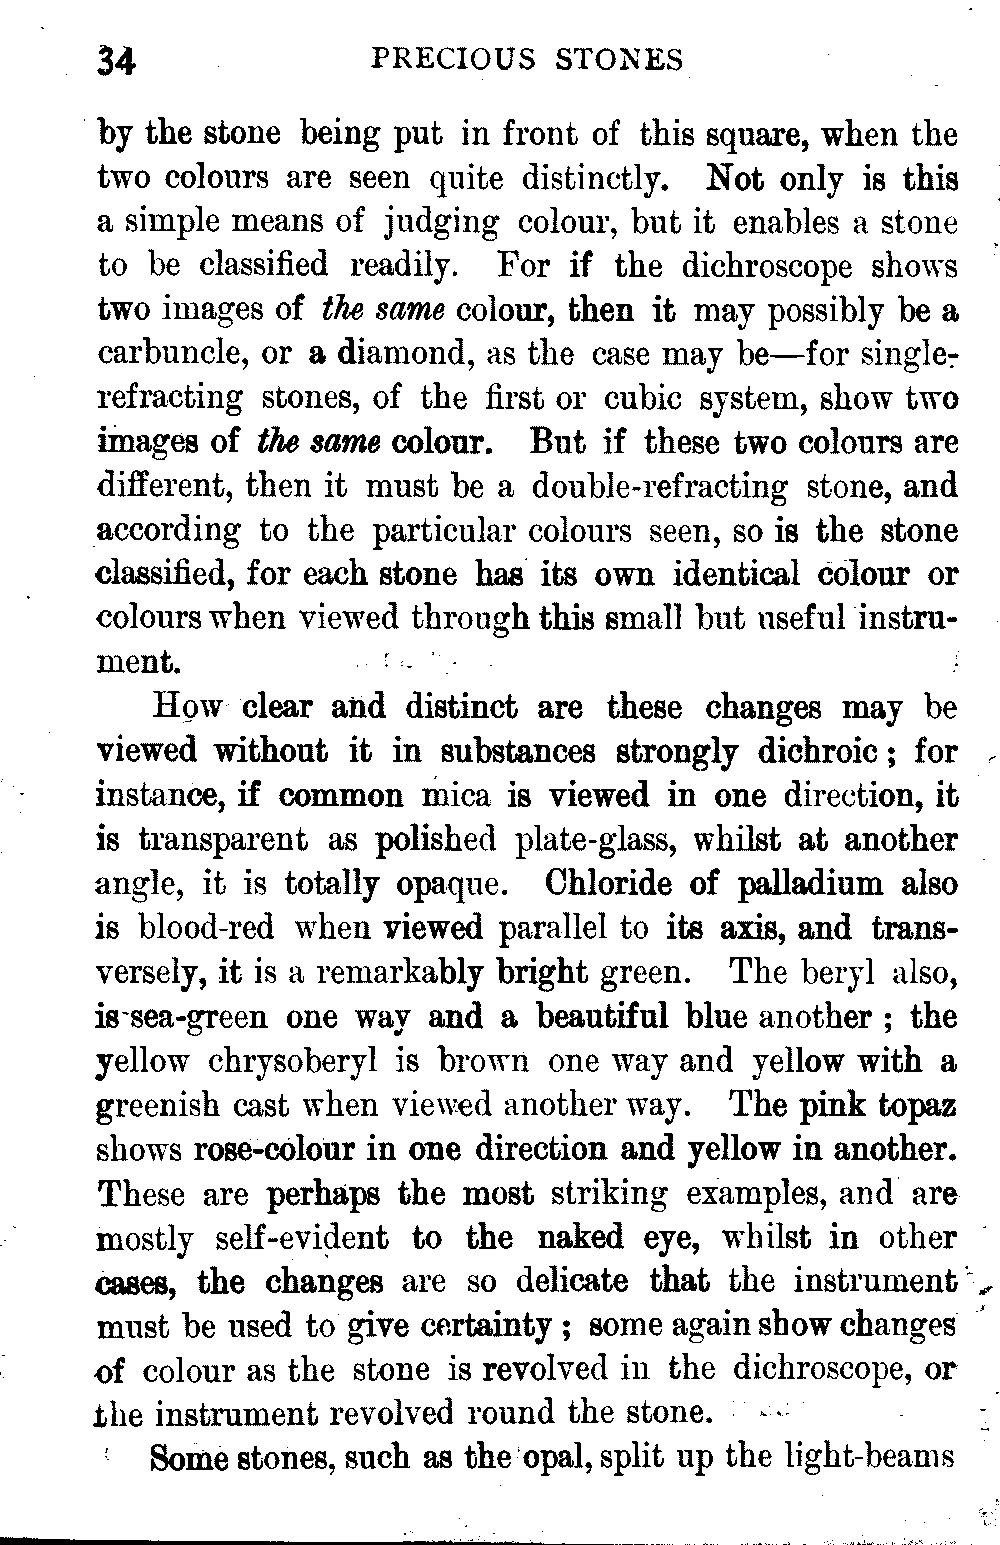 34 PRECIOUS STONES
by the stone being put in front of this square, when the
two colours are seen quite distinctly. Not only is this
a simple means of judging colour, but it enables a stone
to be classified readily. For if the dichroscope shows
two images of the same colour, then it may possibly be a
carbuncle, or a diamond, as the case may be—for single-
refracting stones, of the first or cubic system, show two
images of the same colour. But if these two colours are
different, then it must be a double-refracting stone, and
according to the particular colours seen, so is the stone
classified, for each stone has its own identical colour or
colours when viewed through this small but useful instru-
ment.
How clear and distinct are these changes may be
viewed without it in substances strongly dichroic; for
instance, if common mica is viewed in one direction, it
is transparent as polished plate-glass, whilst at another
angle, it is totally opaque. Chloride of palladium also
is blood-red when viewed parallel to its axis, and trans-
versely, it is a remarkably bright green. The beryl also,
is sea-green one way and a beautiful blue another; the
yellow chrysoberyl is brown one way and yellow with a
greenish cast when viewed another way. The pink topaz
shows rose-colour in one direction and yellow in another.
These are perhaps the most striking examples, and are
mostly self-evident to the naked eye, whilst in other
cases, the changes are so delicate that the instrument
must be used to give certainty; some again show changes
of colour as the stone is revolved in the dichroscope, or
the instrument revolved round the stone.
Some stones, such as the opal, split up the light-beams